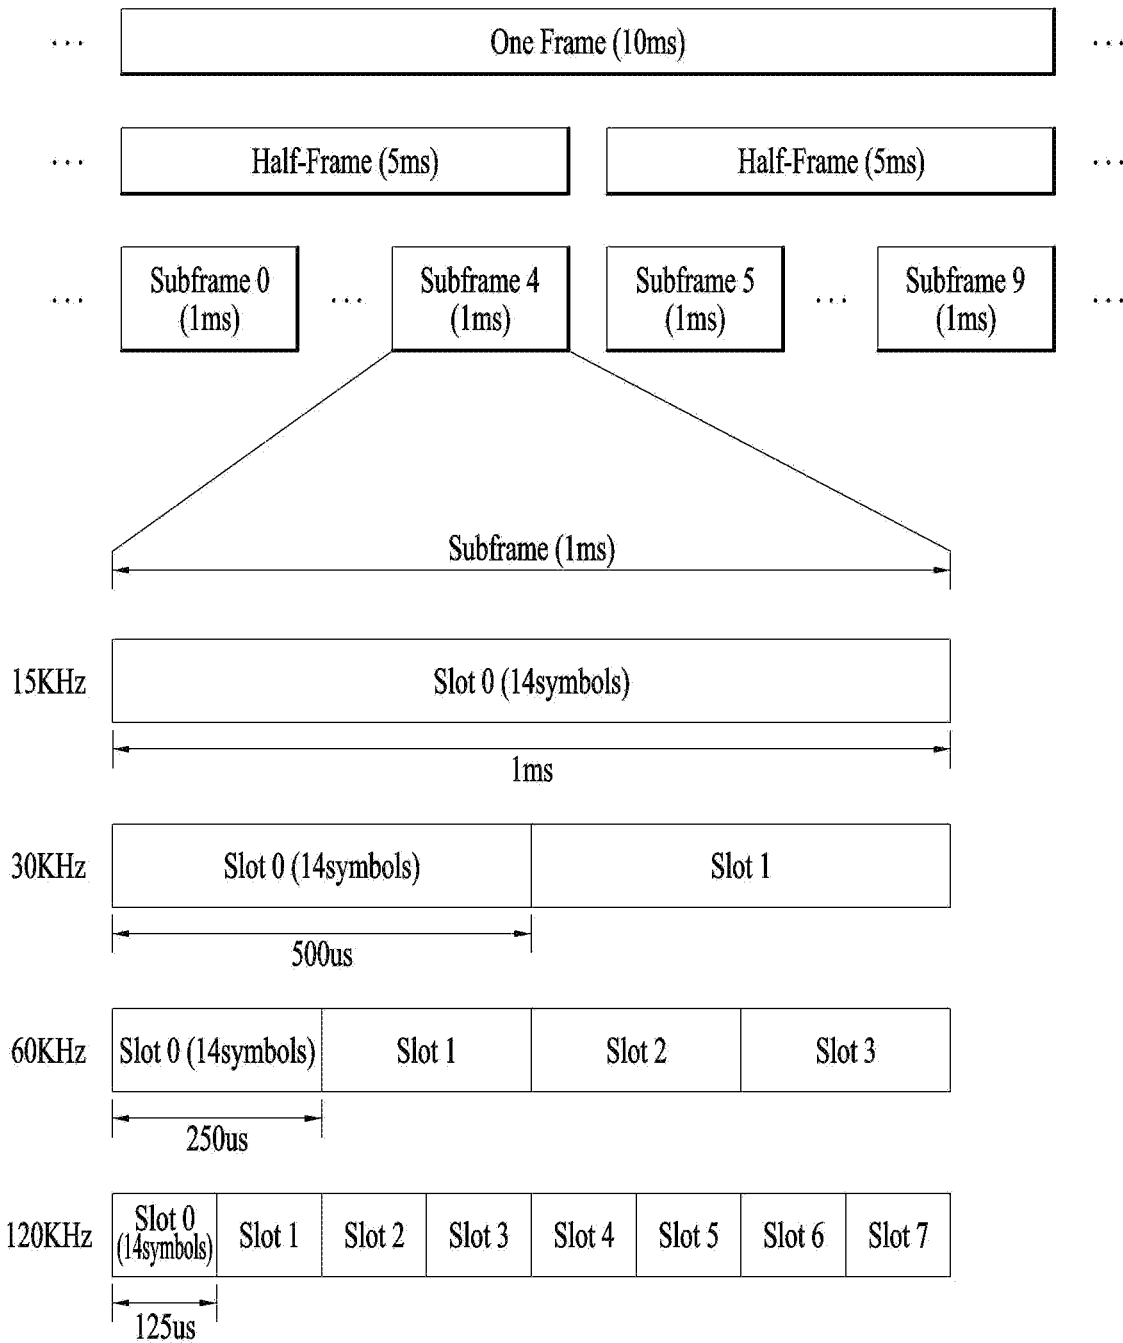 ... One Frame (10ms) ...
... Half-Frame (5ms) Half-Frame (5ms) ...
... Subframe 0 ... Subframe 4 Subframe 5 ... Subframe 9 ...
(1ms) (1ms) (1ms) (1ms)
Subframe (1ms)
15KHz Slot 0 (14symbols)
1ms
30KHz Slot 0 (14symbols) Slot 1
500us
60KHz Slot 0 (14symbols) Slot 1 Slot 2 Slot 3
250us
120KHz Slot 0 (14symbols) Slot 1 Slot 2 Slot 3 Slot 4 Slot 5 Slot 6 Slot 7
125us